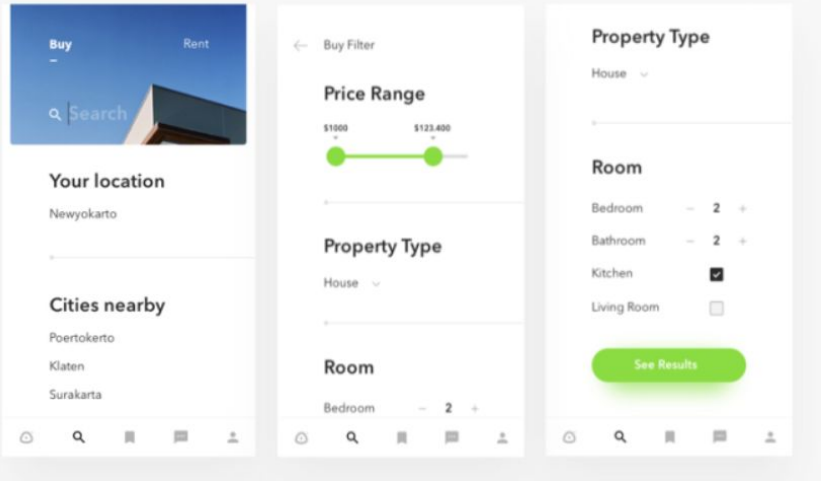 Buy
Rent
Search
Your location
Newyokarto
Cities nearby
Poertokerto
Klaten
Surakarta
Buy Filter
Price Range
$1000
$123.400
Property Type
House
Room
Bedroom
2
Property Type
House
Room
Bedroom
2
Bathroom
2
Kitchen
Living Room
See Results